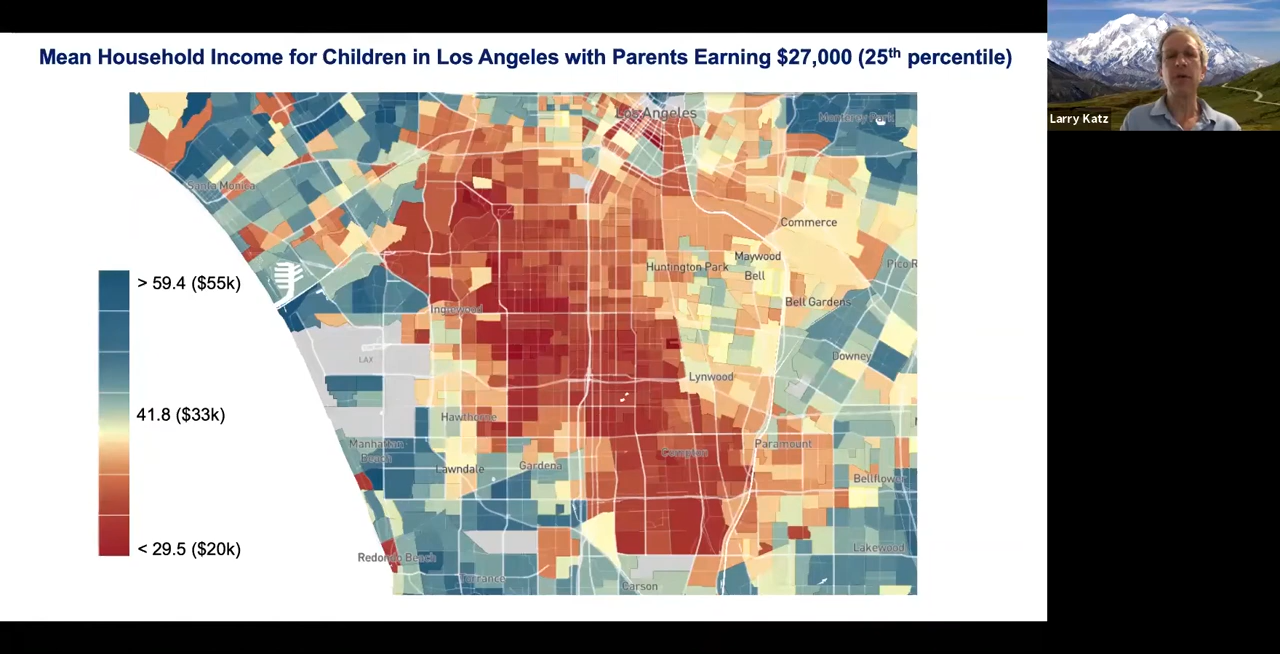 Mean Household Income for Children in Los Angeles with Parents Earning $27,000 (25th percentile)
Larry Katz
Los Angeles
Monterey Park
Santa Monica
Commerce
Maywood
Huntington Park
Pico R
Bell
> 59.4 ($55k)
Bell Gardens
Inglewood
LAX
Downey
Lynwood
41.8 ($33k)
Hawthorne
Manhattan
Beach
Paramount
Compton
Lawndale
Gardena
Bellflower
< 29.5 ($20k)
Lakewood
Redondo Beach
Torrance
Carson